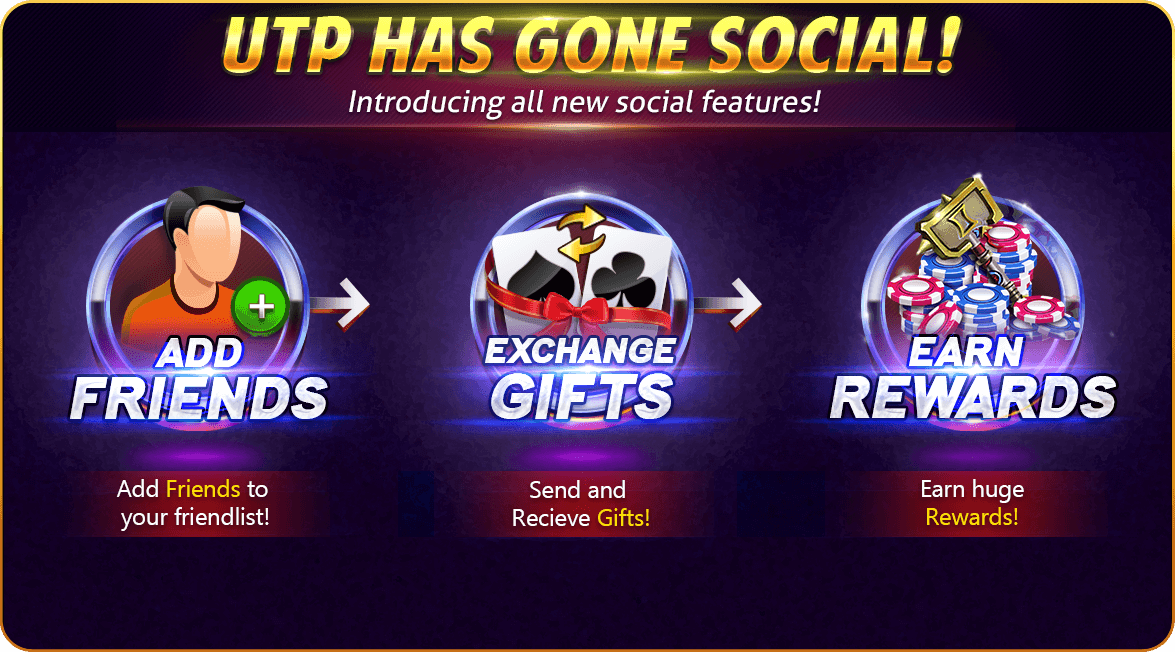 UTP HAS GONE SOCIAL!
Introducing all new social features!
ADD
FRIENDS
EXCHANGE
GIFTS
EARN
REWARDS
Add Friends to
your friendlist!
Send and
Recieve Gifts!
Earn huge
Rewards!